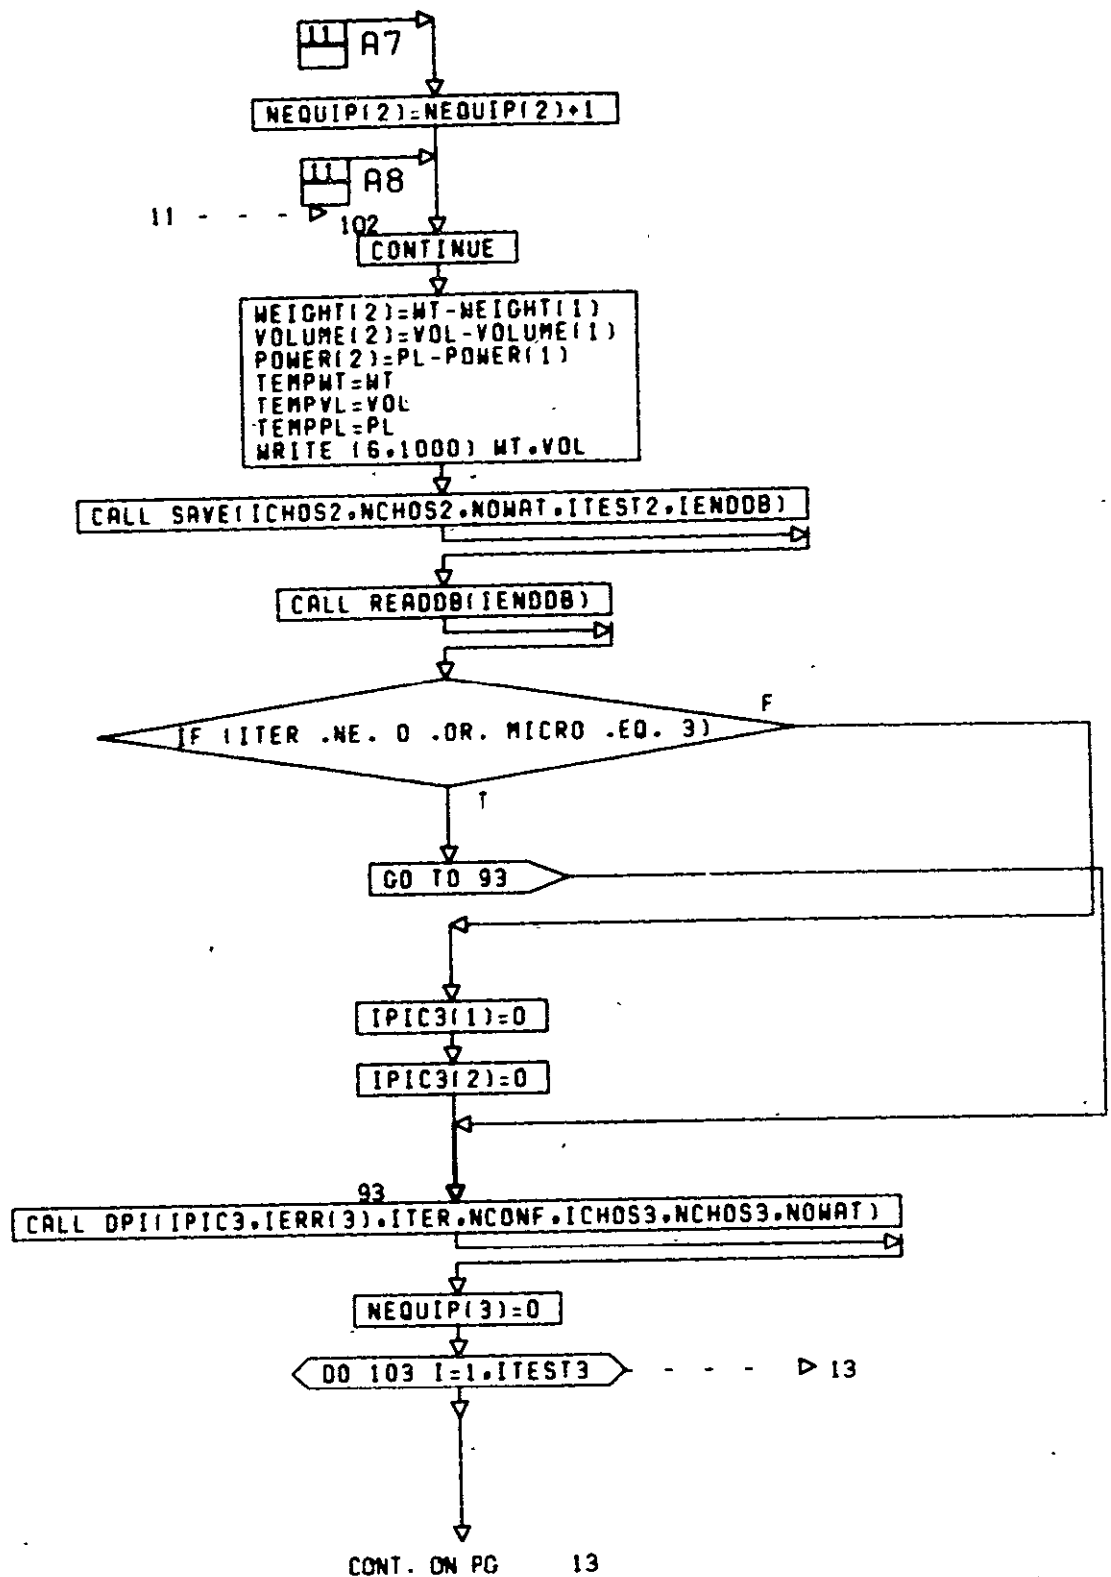 11 A7
NEQUIP(2)=NEQUIP(2)+1
11 A8
11 - - - 102
CONTINUE
WEIGHT(2)=WT-WEIGHT(1)
VOLUME(2)=VOL-VOLUME(1)
POWER(2)=PL-POWER(1)
TEMPWT=WT
TEMPVL=VOL
TEMPPL=PL
WRITE (6,1000) WT,VOL
CALL SAVE(ICHOS2,NCHOS2,NOWAT,ITEST2,IENDDB)
CALL READDB(IENDDB)
F
IF (ITER .NE. 0 .OR. MICRO .EQ. 3)
T
GO TO 93
IPIC3(1)=0
IPIC3(2)=0
93
CALL DPI(IPIC3,IERR(3),ITER,NCONF,ICHOS3,NCHOS3,NOWAT)
NEQUIP(3)=0
DO 103 I=1,ITEST3 - - - 13
CONT. ON PG 13